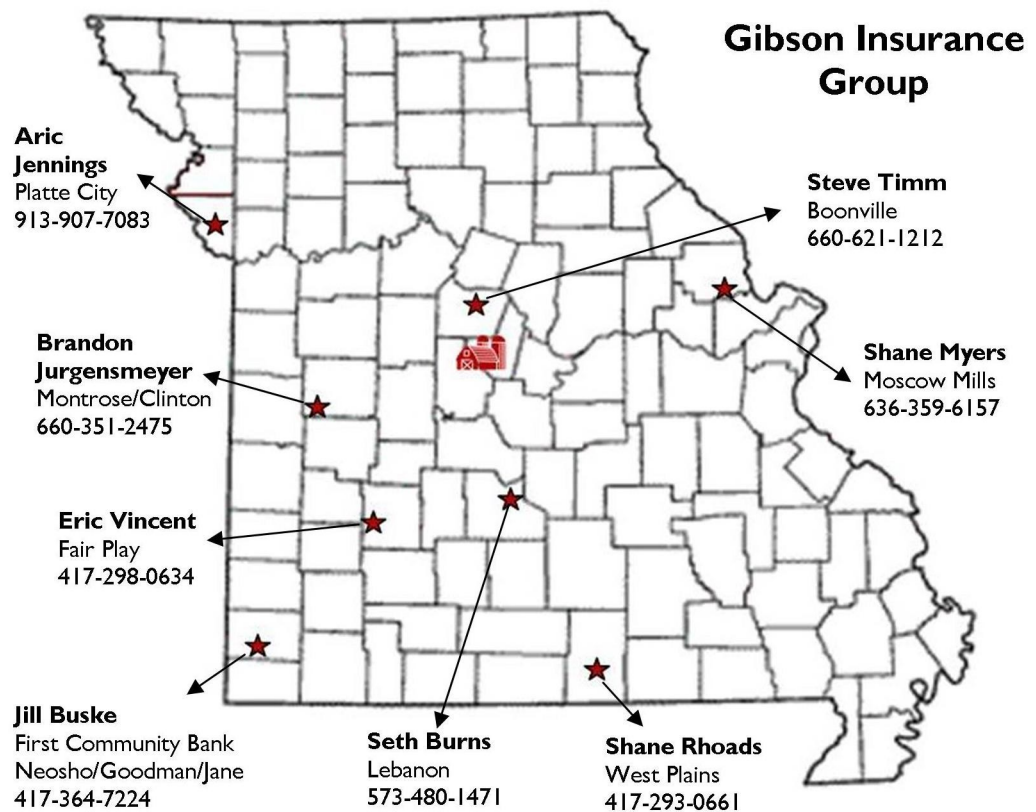 Gibson Insurance
Group
Aric
Jennings
Platte City
913-907-7083
Steve Timm
Boonville
660-621-1212
Brandon
Jurgensmeyer
Montrose/Clinton
660-351-2475
Shane Myers
Moscow Mills
636-359-6157
Eric Vincent
Fair Play
417-298-0634
Jill Buske
First Community Bank
Neosho/Goodman/Jane
417-364-7224
Seth Burns
Lebanon
573-480-1471
Shane Rhoads
West Plains
417-293-0661